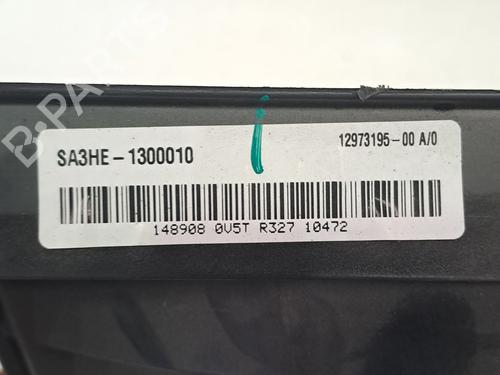 B-PARTS
12973195-00 A/0
SA3HE-1300010
148908 0V5T R327 10472